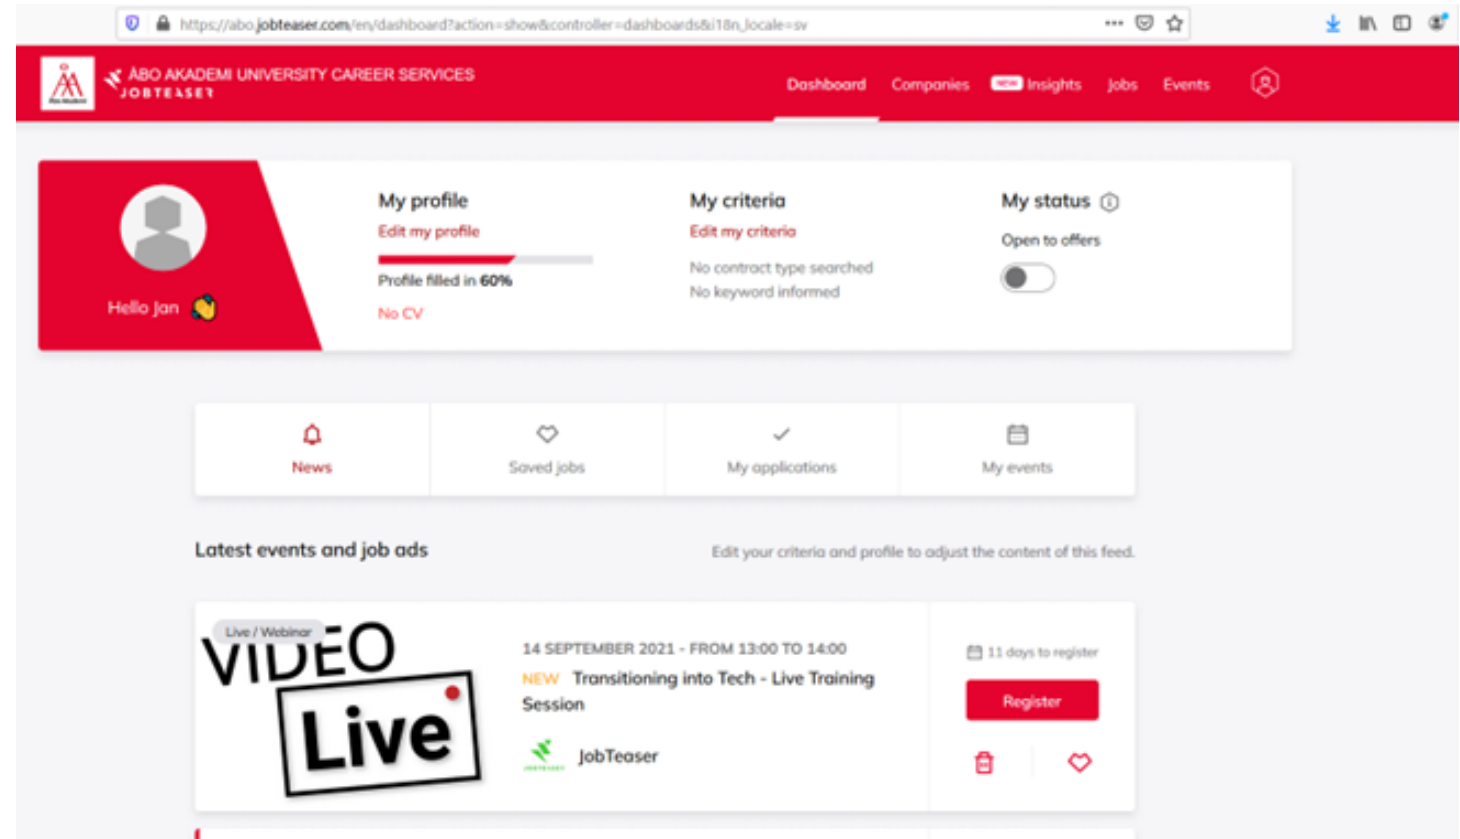 https://abo.jobteaser.com/en/dashboard?action=show&controller=dashboards&i18n_locale=sv
ÅA
ÅBO AKADEMI UNIVERSITY CAREER SERVICES
JOBTEASER
Dashboard
Companies
NEW Insights
Jobs
Events
Hello Jan
My profile
Edit my profile
Profile filled in 60%
No CV
My criteria
Edit my criteria
No contract type searched
No keyword informed
My status
Open to offers
News
Saved jobs
My applications
My events
Latest events and job ads
Edit your criteria and profile to adjust the content of this feed.
Live / Webinar
VIDEO
Live
14 SEPTEMBER 2021 - FROM 13:00 TO 14:00
NEW Transitioning into Tech - Live Training
Session
JOBTEASER
JobTeaser
11 days to register
Register